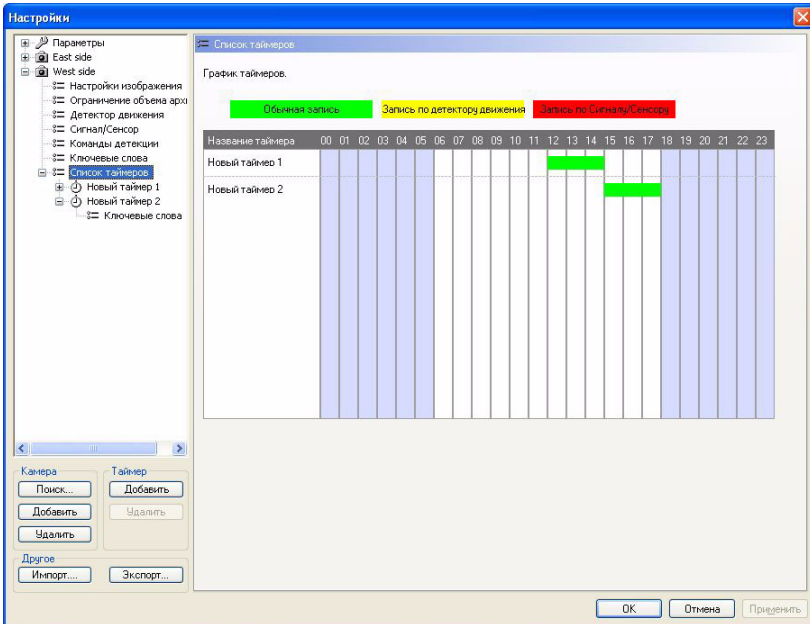 Настройки
Параметры
East side
West side
Настройки изображения
Ограничение объема архи
Детектор движения
Сигнал/Сенсор
Команды детекции
Ключевые слова
Список таймеров
Новый таймер 1
Новый таймер 2
Ключевые слова
Камера
Поиск...
Добавить
Удалить
Таймер
Добавить
Удалить
Другое
Импорт....
Экспорт...
Список таймеров
График таймеров.
Обычная запись Запись по детектору движения Запись по Сигналу/Сенсору
Название таймера 00 01 02 03 04 05 06 07 08 09 10 11 12 13 14 15 16 17 18 19 20 21 22 23
Новый таймер 1
Новый таймер 2
OK Отмена Применить